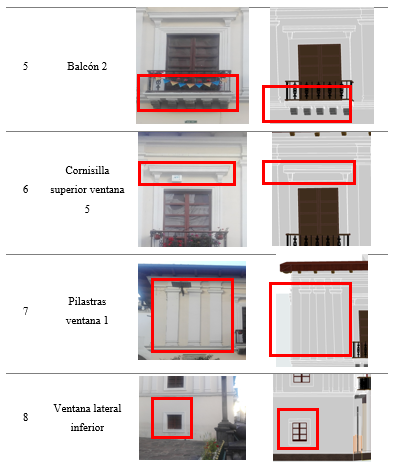 5
Balcón 2
6
Cornisilla
superior ventana
5
7
Pilastras
ventana 1
8
Ventana lateral
inferior